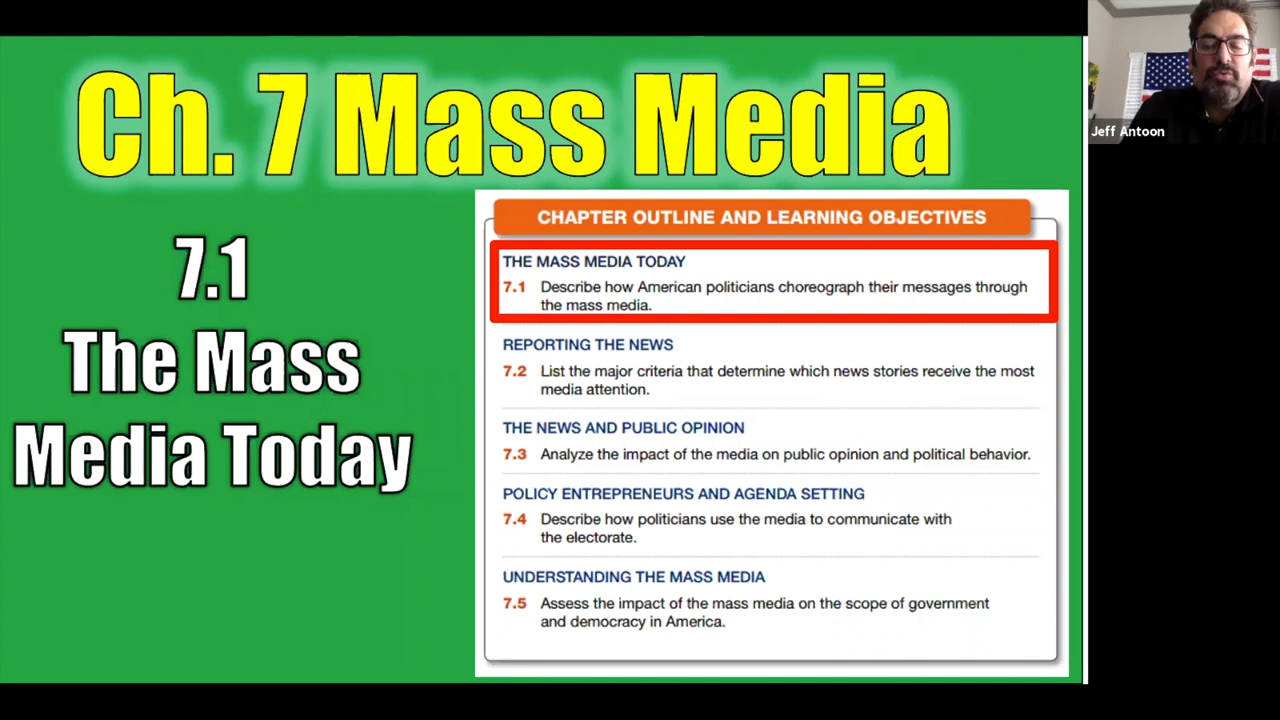 Ch. 7 Mass Media
7.1
The Mass
Media Today
CHAPTER OUTLINE AND LEARNING OBJECTIVES
THE MASS MEDIA TODAY
7.1 Describe how American politicians choreograph their messages through
the mass media.
REPORTING THE NEWS
7.2 List the major criteria that determine which news stories receive the most
media attention.
THE NEWS AND PUBLIC OPINION
7.3 Analyze the impact of the media on public opinion and political behavior.
POLICY ENTREPRENEURS AND AGENDA SETTING
7.4 Describe how politicians use the media to communicate with
the electorate.
UNDERSTANDING THE MASS MEDIA
7.5 Assess the impact of the mass media on the scope of government
and democracy in America.
Jeff Antoon